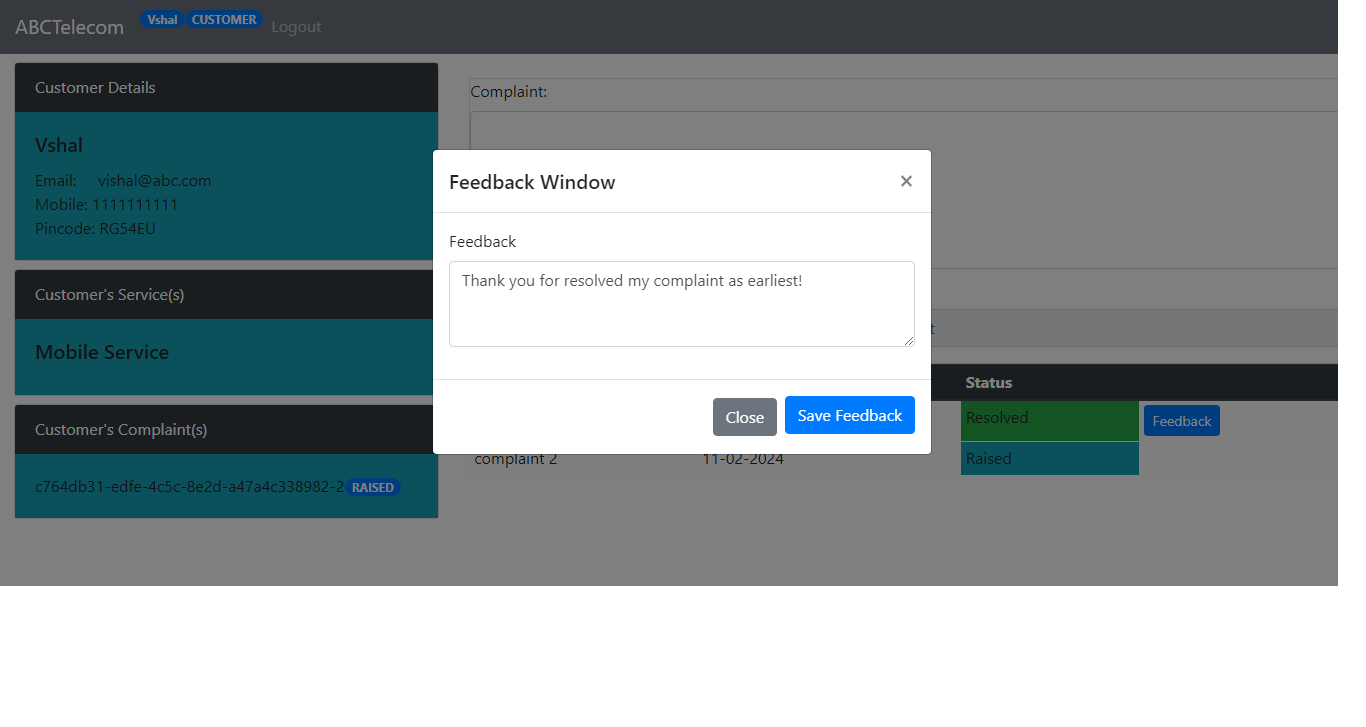 ABCTelecom Vshal CUSTOMER Logout
Customer Details
Vshal
Email: vishal@abc.com
Mobile: 1111111111
Pincode: RG54EU
Customer's Service(s)
Mobile Service
Customer's Complaint(s)
c764db31-edfe-4c5c-8e2d-a47a4c338982-2 RAISED
Complaint:
Feedback Window ×
Feedback
Thank you for resolved my complaint as earliest!
Close Save Feedback
Status
Resolved Feedback
complaint 2 11-02-2024 Raised